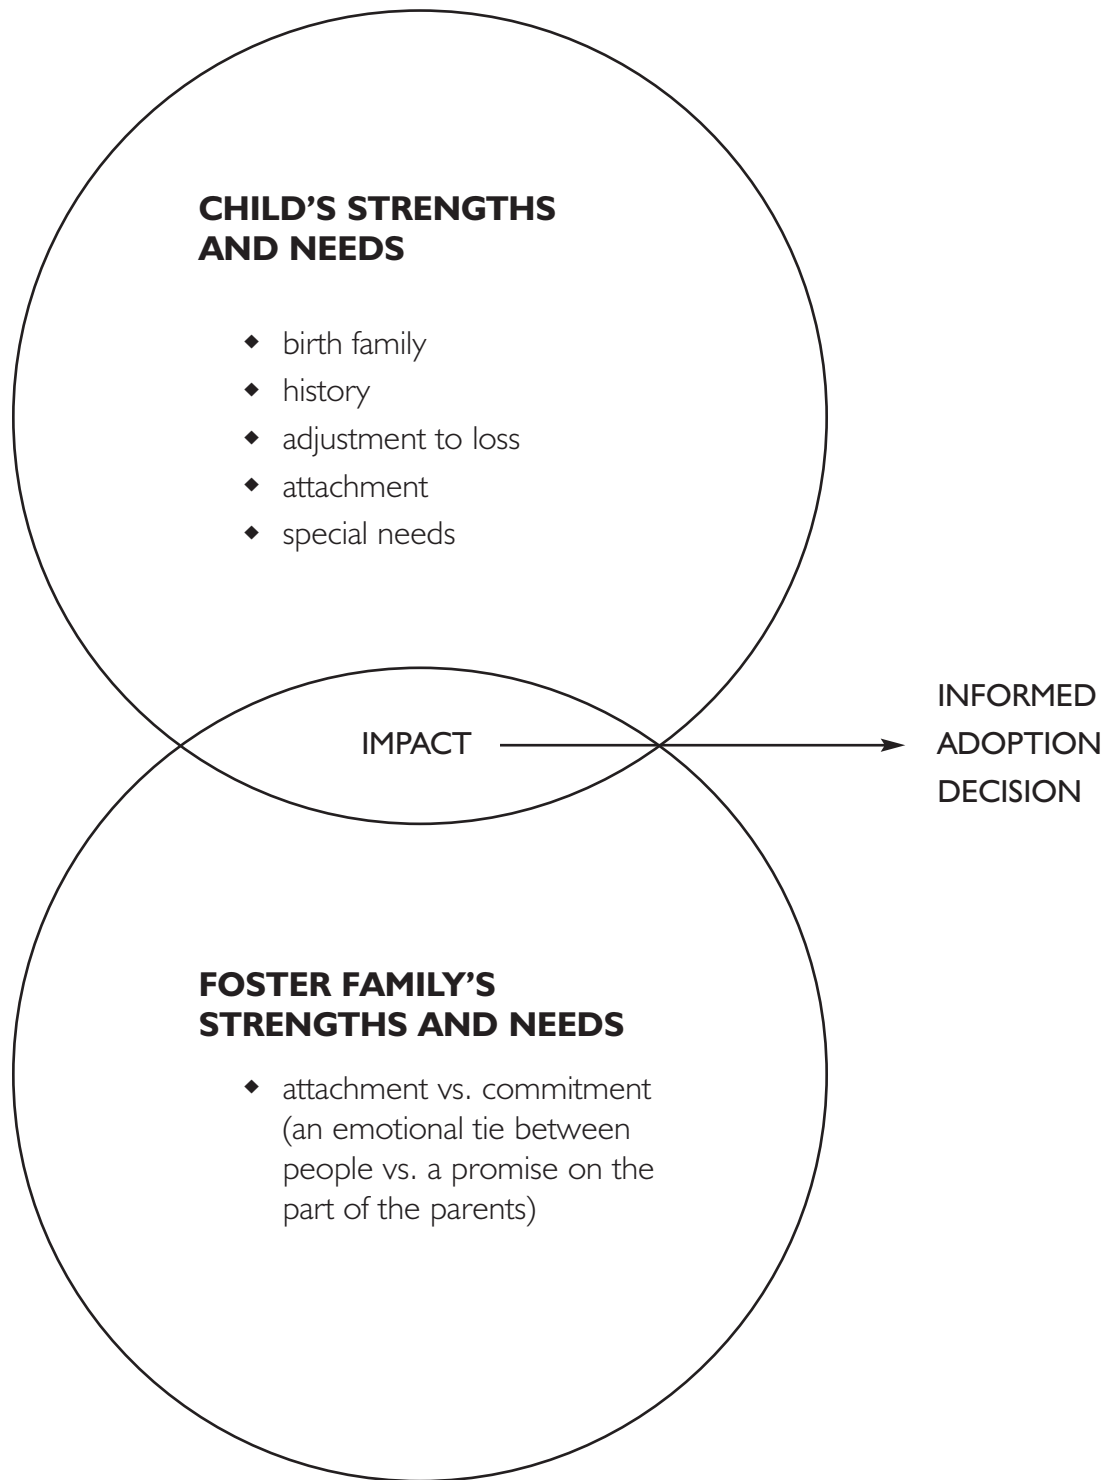 CHILD’S STRENGTHS
AND NEEDS
◆ birth family
◆ history
◆ adjustment to loss
◆ attachment
◆ special needs
IMPACT
INFORMED
ADOPTION
DECISION
FOSTER FAMILY’S
STRENGTHS AND NEEDS
◆ attachment vs. commitment
(an emotional tie between
people vs. a promise on the
part of the parents)